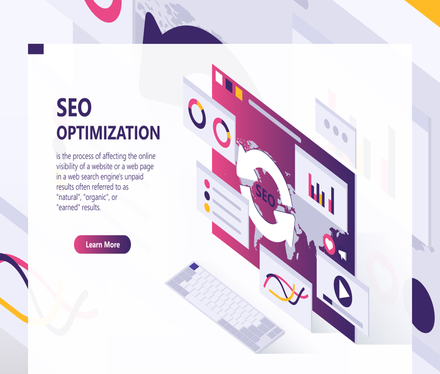 SEO
OPTIMIZATION
is the process of affecting the online
visibility of a website or a web page
in a web search engine's unpaid
results often referred to as
"natural", "organic", or
"earned" results.
Learn More
SEO